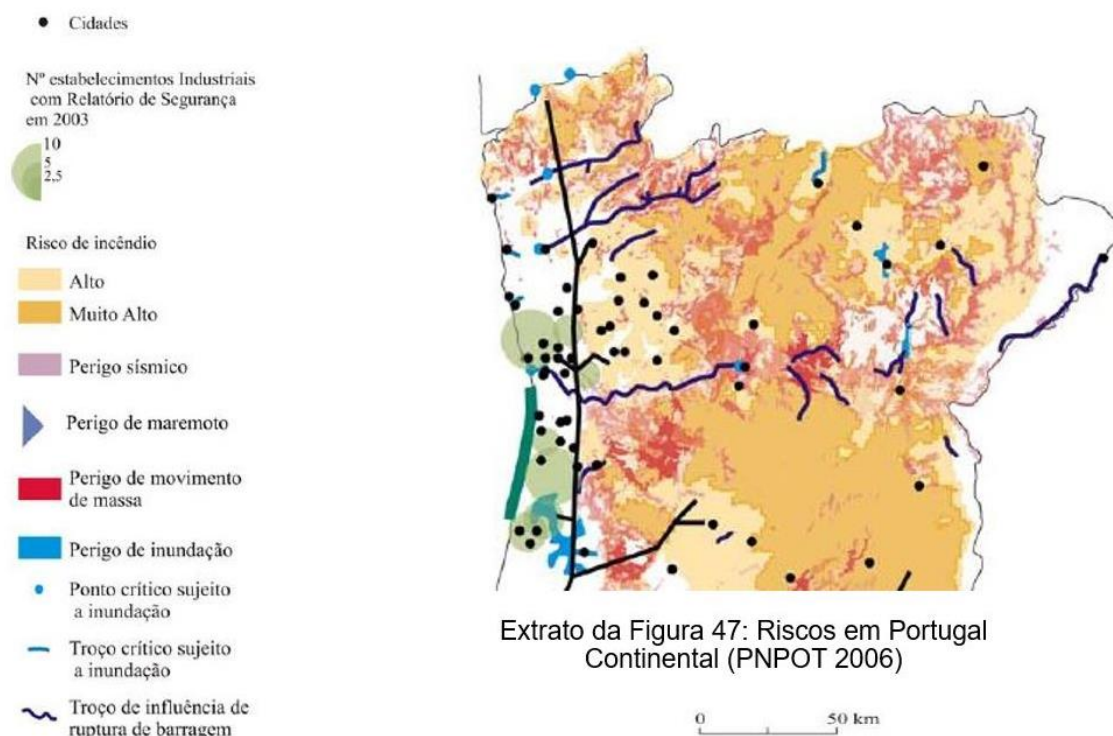 Cidades
Nº estabelecimentos Industriais
com Relatório de Segurança
em 2003
10
5
2,5
Risco de incêndio
Alto
Muito Alto
Perigo sísmico
Perigo de maremoto
Perigo de movimento
de massa
Perigo de inundação
Ponto crítico sujeito
a inundação
Troço crítico sujeito
a inundação
Troço de influência de
ruptura de barragem
Extrato da Figura 47: Riscos em Portugal
Continental (PNPOT 2006)
0 50 km